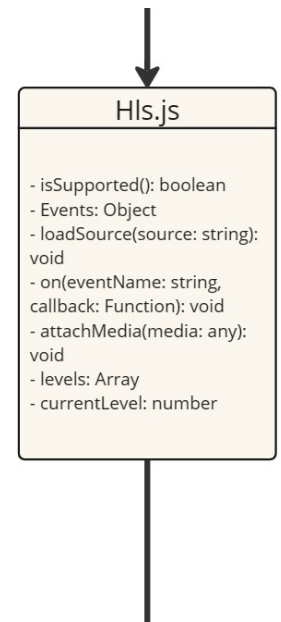 Hls.js
- isSupported(): boolean
- Events: Object
- loadSource(source: string):
void
- on(eventName: string,
callback: Function): void
- attachMedia(media: any):
void
- levels: Array
- currentLevel: number